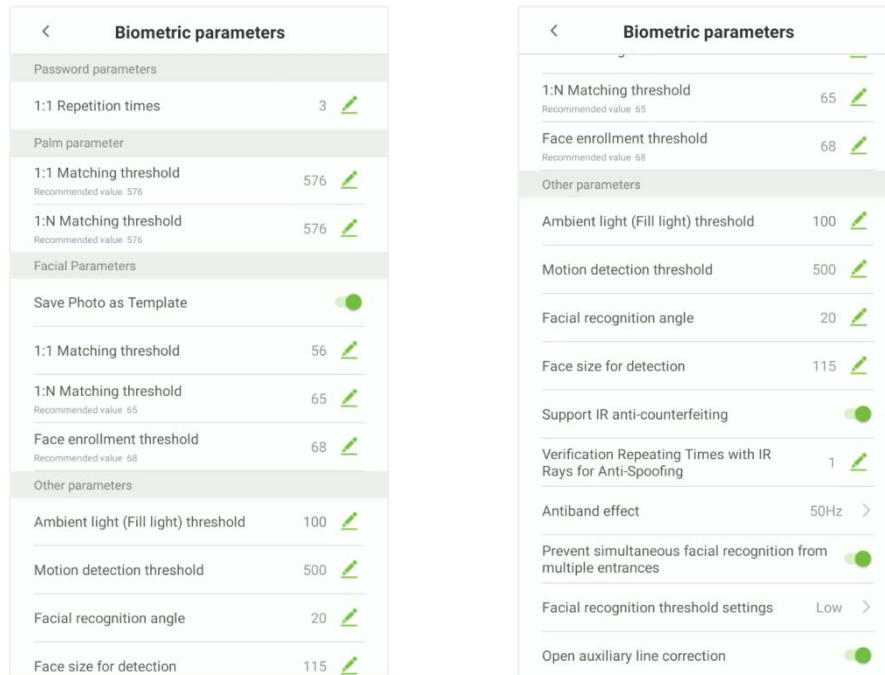 Biometric parameters
Password parameters
1:1 Repetition times 3
Palm parameter
1:1 Matching threshold 576
Recommended value 576
1:N Matching threshold 576
Recommended value 576
Facial Parameters
Save Photo as Template
1:1 Matching threshold 56
1:N Matching threshold 65
Recommended value 65
Face enrollment threshold 68
Recommended value 68
Other parameters
Ambient light (Fill light) threshold 100
Motion detection threshold 500
Facial recognition angle 20
Face size for detection 115
Biometric parameters
1:N Matching threshold 65
Recommended value 65
Face enrollment threshold 68
Recommended value 68
Other parameters
Ambient light (Fill light) threshold 100
Motion detection threshold 500
Facial recognition angle 20
Face size for detection 115
Support IR anti-counterfeiting
Verification Repeating Times with IR
Rays for Anti-Spoofing 1
Antiband effect 50Hz
Prevent simultaneous facial recognition from
multiple entrances
Facial recognition threshold settings Low
Open auxiliary line correction